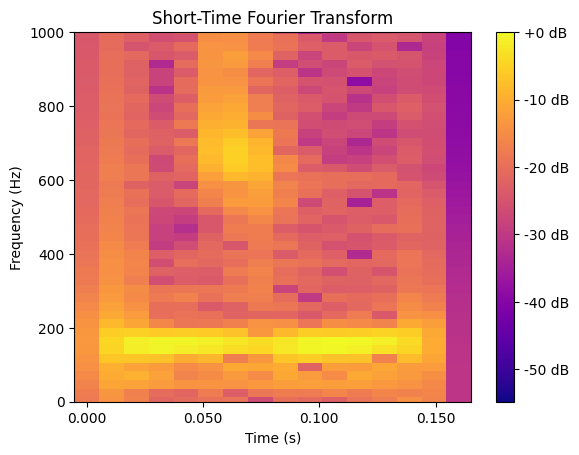 Short-Time Fourier Transform
1000
800
600
400
200
0
Frequency (Hz)
0.000
0.050
0.100
0.150
Time (s)
+0 dB
-10 dB
-20 dB
-30 dB
-40 dB
-50 dB